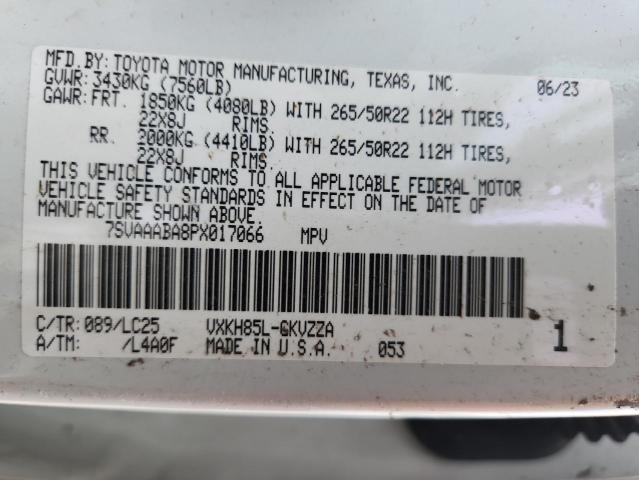 MFD.BY: TOYOTA MOTOR MANUFACTURING, TEXAS, INC. 06/23
GVWR: 3430KG (7560LB)
GAWR: FRT. 1850KG (4080LB) WITH 265/50R22 112H TIRES,
22X8J RIMS.
RR. 2000KG (4410LB) WITH 265/50R22 112H TIRES,
22X8J RIMS.
THIS VEHICLE CONFORMS TO ALL APPLICABLE FEDERAL MOTOR
VEHICLE SAFETY STANDARDS IN EFFECT ON THE DATE OF
MANUFACTURE SHOWN ABOVE.
7SVAAABA8PX017066 MPV
C/TR: 089/LC25 VXKH85L-GKVZZA
A/TM: /L4A0F MADE IN U.S.A. 053 1